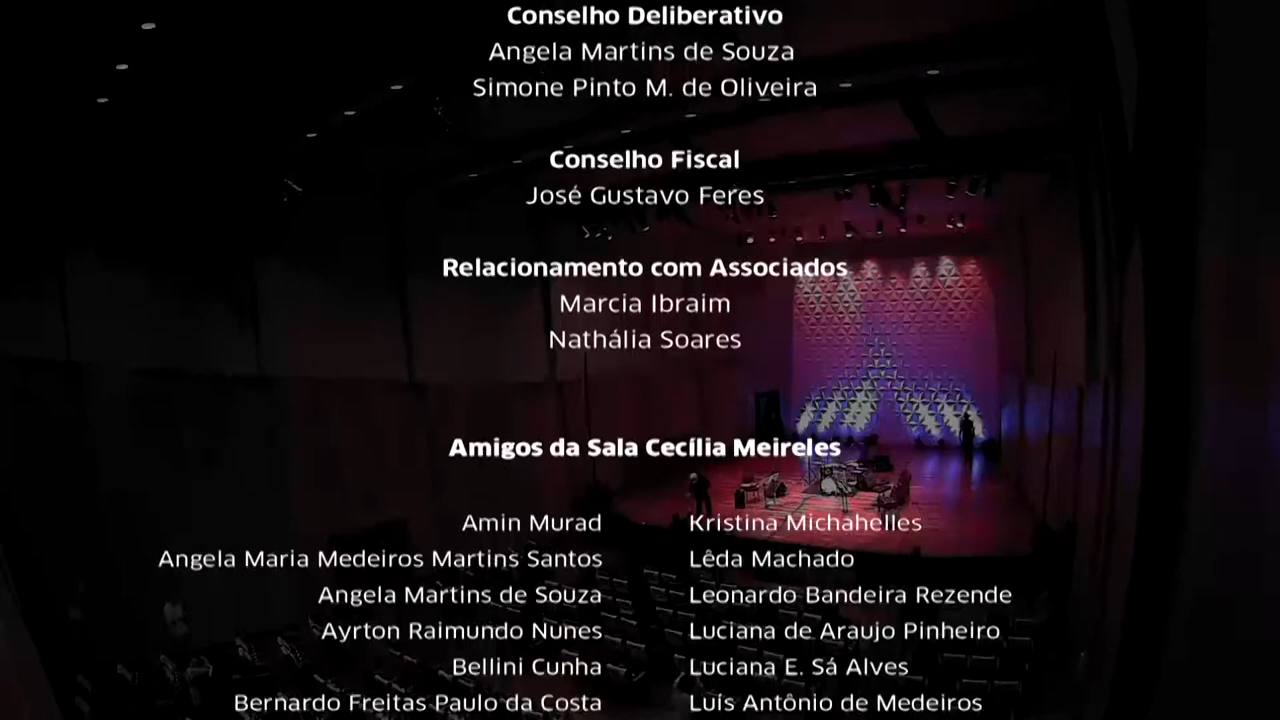 Conselho Deliberativo
Angela Martins de Souza
Simone Pinto M. de Oliveira
Conselho Fiscal
José Gustavo Feres
Relacionamento com Associados
Marcia Ibraim
Nathália Soares
Amigos da Sala Cecília Meireles
Amin Murad
Angela Maria Medeiros Martins Santos
Angela Martins de Souza
Ayrton Raimundo Nunes
Bellini Cunha
Bernardo Freitas Paulo da Costa
Kristina Michahelles
Lêda Machado
Leonardo Bandeira Rezende
Luciana de Araujo Pinheiro
Luciana E. Sá Alves
Luís Antônio de Medeiros